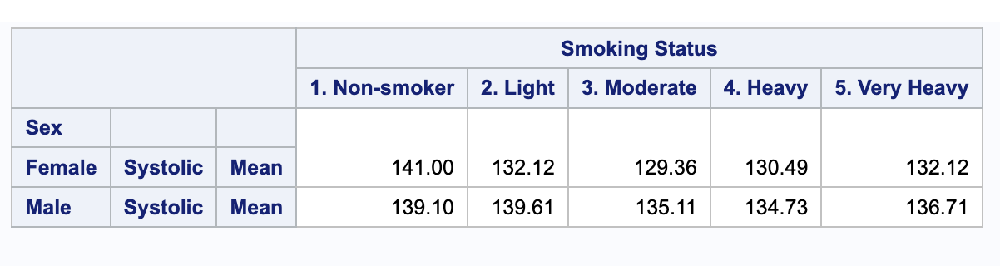 Smoking Status
1. Non-smoker 2. Light 3. Moderate 4. Heavy 5. Very Heavy
Sex
Female Systolic Mean 141.00 132.12 129.36 130.49 132.12
Male Systolic Mean 139.10 139.61 135.11 134.73 136.71